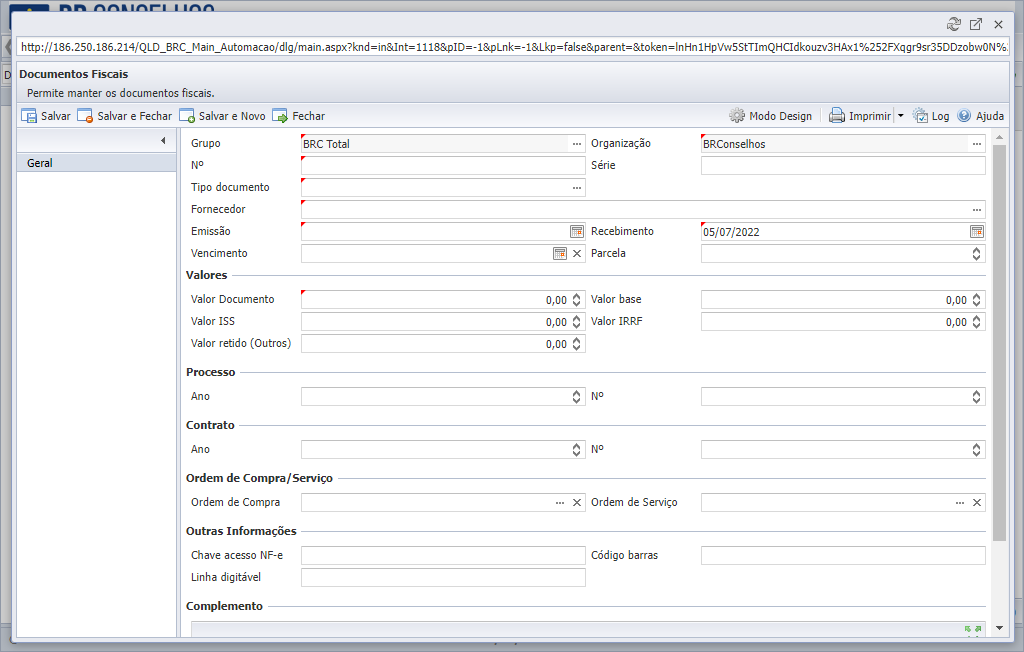 BR CONSELHOS
http://186.250.186.214/QLD_BRC_Main_Automacao/dlg/main.aspx?knd=in&Int=1118&pID=-1&pLnk=-1&Lkp=false&parent=&token=lnHn1HpVw5StTImQHCIdkouzv3HAx1%252FXqgr9sr35DDzobw0N%
Documentos Fiscais
Permite manter os documentos fiscais.
Salvar Salvar e Fechar Salvar e Novo Fechar Modo Design Imprimir Log Ajuda
Geral
Grupo BRC Total ... Organização BRConselhos ...
Nº Série
Tipo documento ...
Fornecedor ...
Emissão Recebimento 05/07/2022
Vencimento Parcela
Valores
Valor Documento 0,00 Valor base 0,00
Valor ISS 0,00 Valor IRRF 0,00
Valor retido (Outros) 0,00
Processo
Ano Nº
Contrato
Ano Nº
Ordem de Compra/Serviço
Ordem de Compra ... Ordem de Serviço ...
Outras Informações
Chave acesso NF-e Código barras
Linha digitável
Complemento